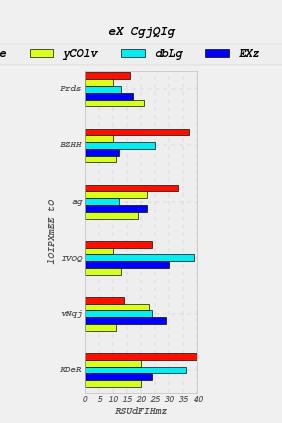 eX CgjQIg
e yCOlv dbLg EXz
Prds
BZHH
ag
IVOQ
vNqj
KDeR
lOIPXmEE tO
0 5 10 15 20 25 30 35 40
RSUdFIHmz